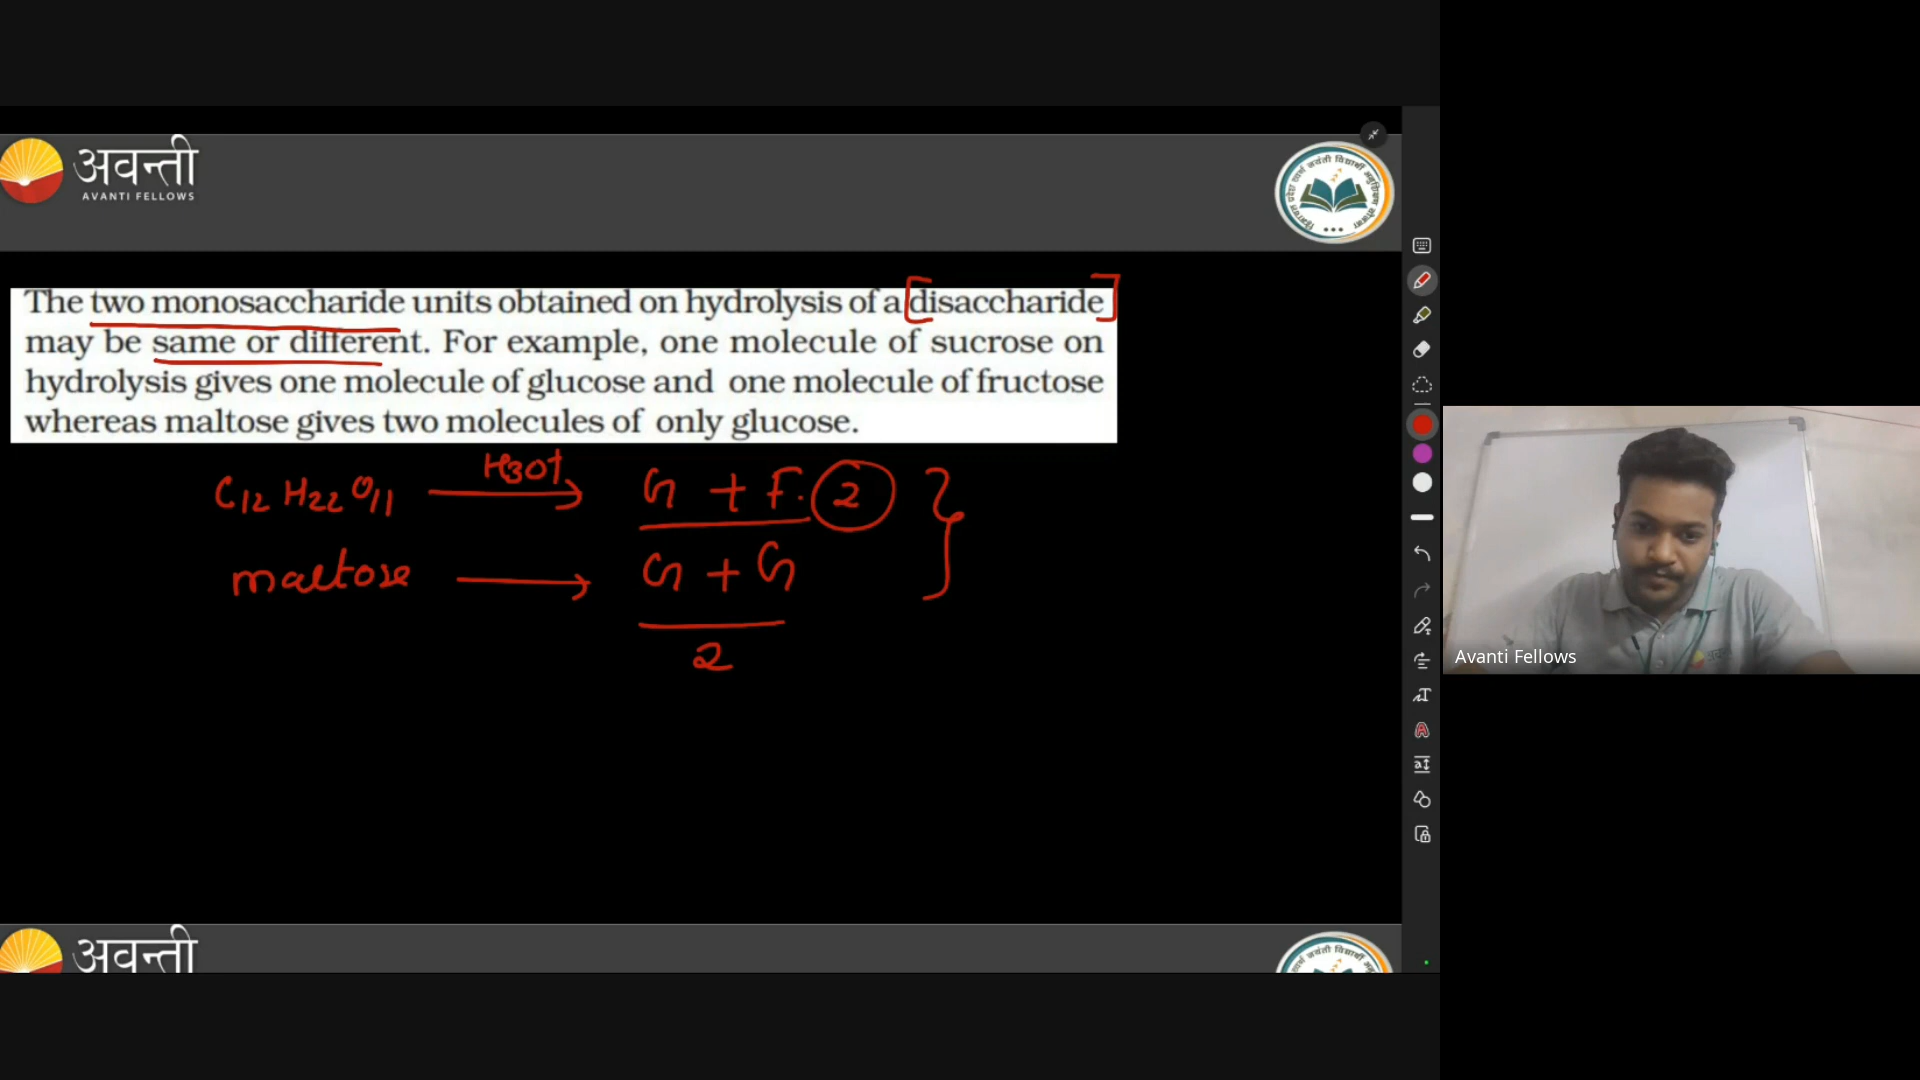 अवन्ती
AVANTI FELLOWS
The two monosaccharide units obtained on hydrolysis of a [disaccharide]
may be same or different. For example, one molecule of sucrose on
hydrolysis gives one molecule of glucose and one molecule of fructose
whereas maltose gives two molecules of only glucose.
C12 H22 O11 H3O+ G + F. 2
maltose G + G
2
Avanti Fellows
अवन्ती